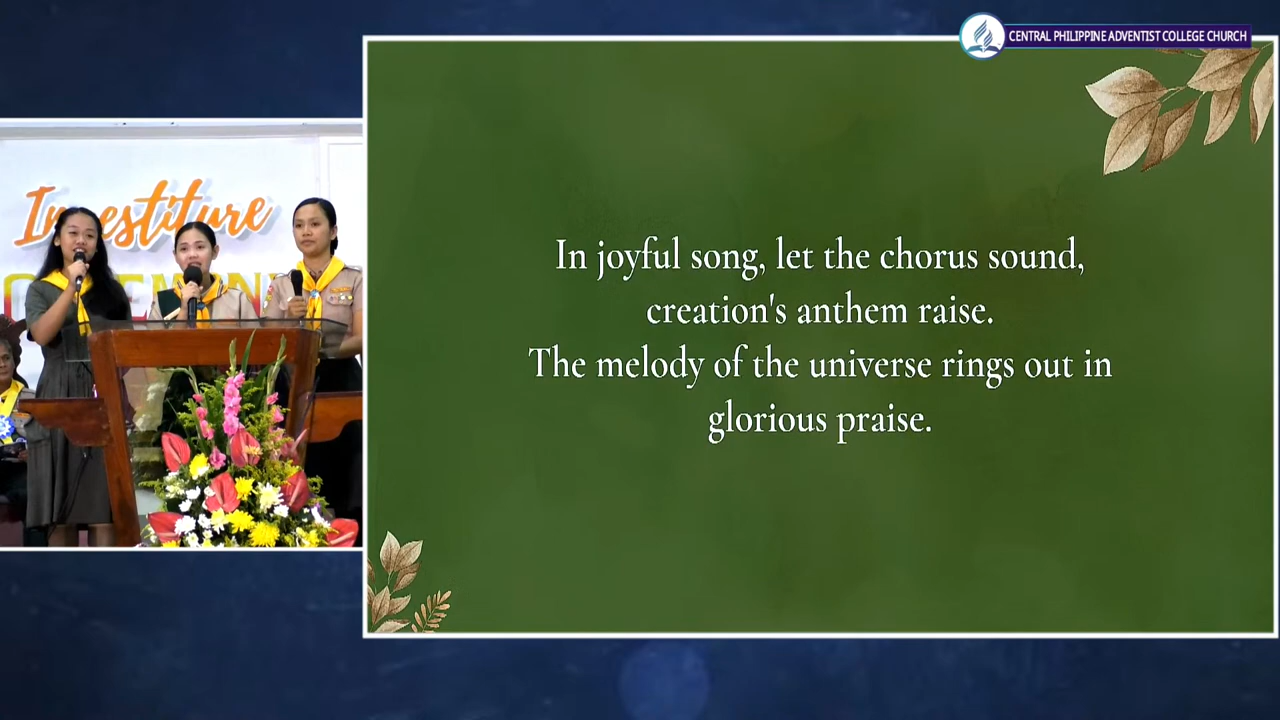 CENTRAL PHILIPPINE ADVENTIST COLLEGE CHURCH
Investiture
In joyful song, let the chorus sound,
creation's anthem raise.
The melody of the universe rings out in
glorious praise.